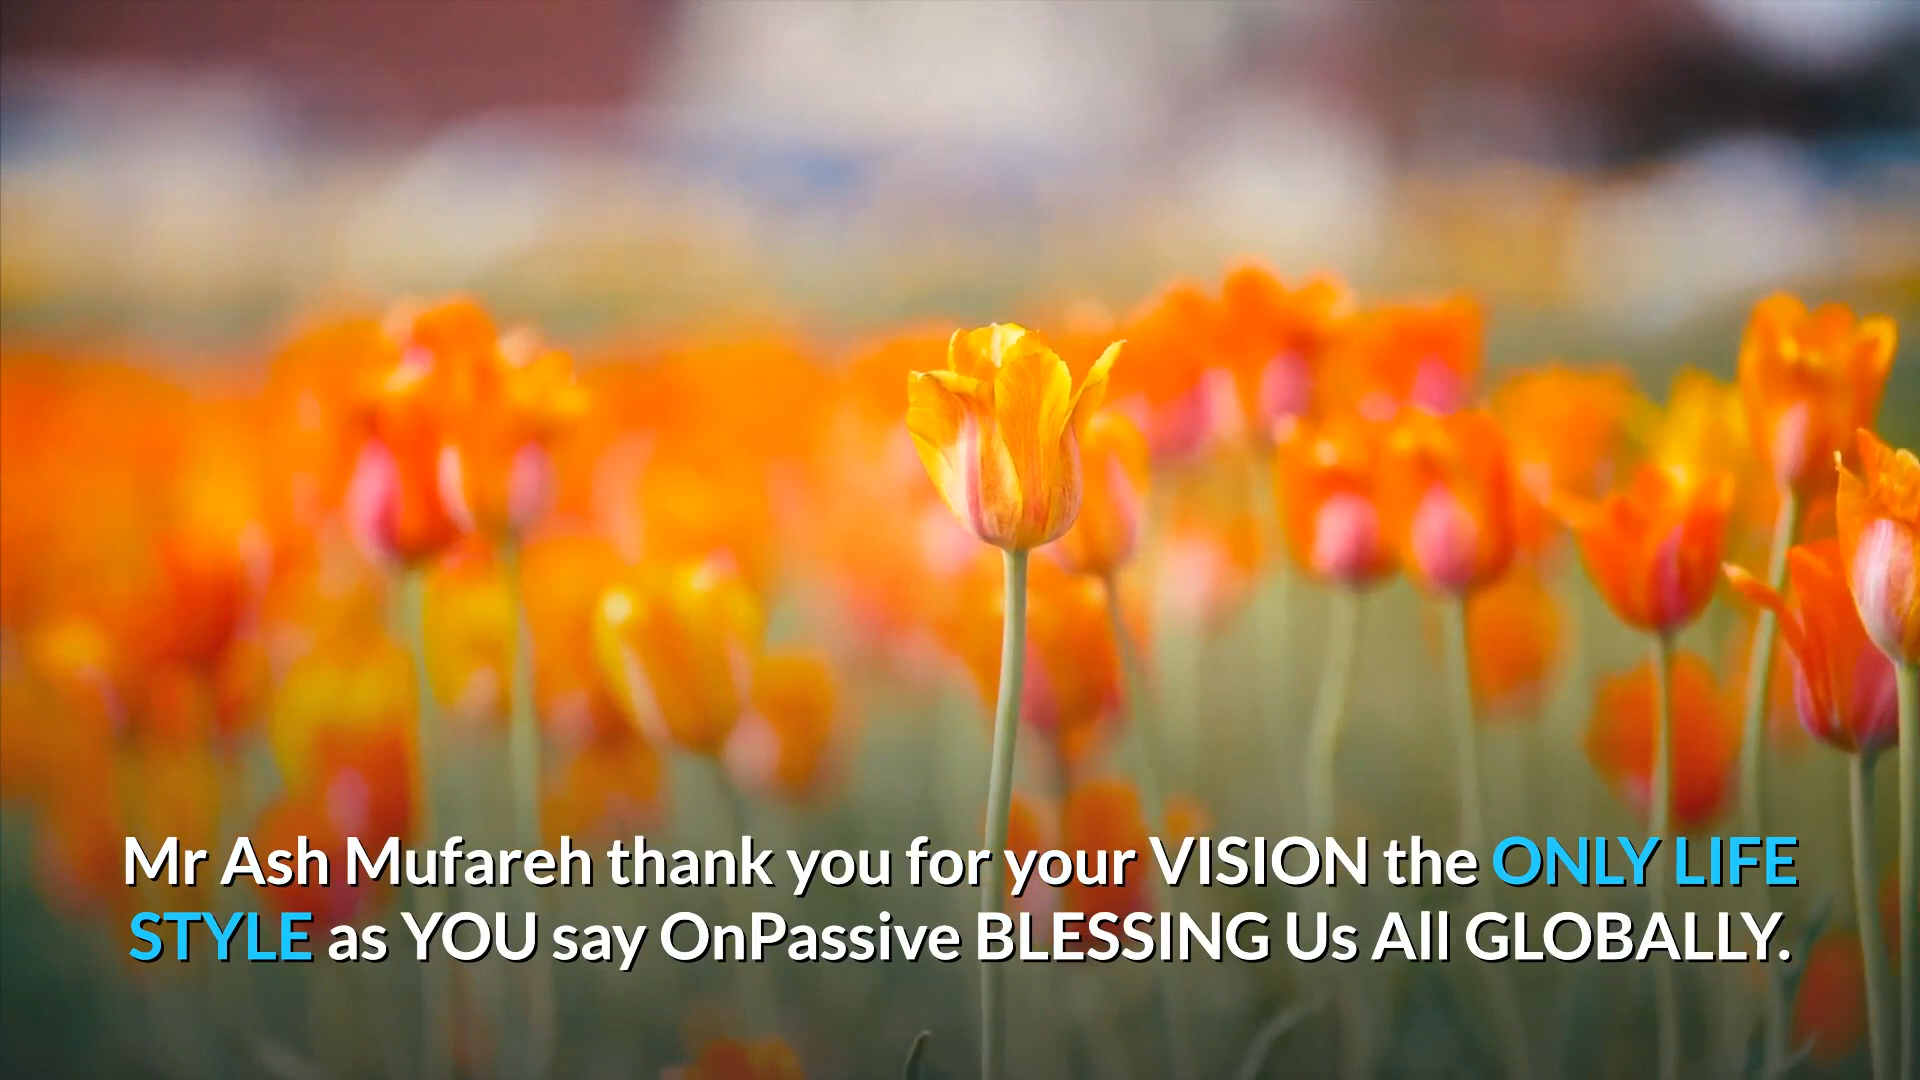 Mr Ash Mufareh thank you for your VISION the ONLY LIFE
STYLE as YOU say OnPassive BLESSING Us All GLOBALLY.